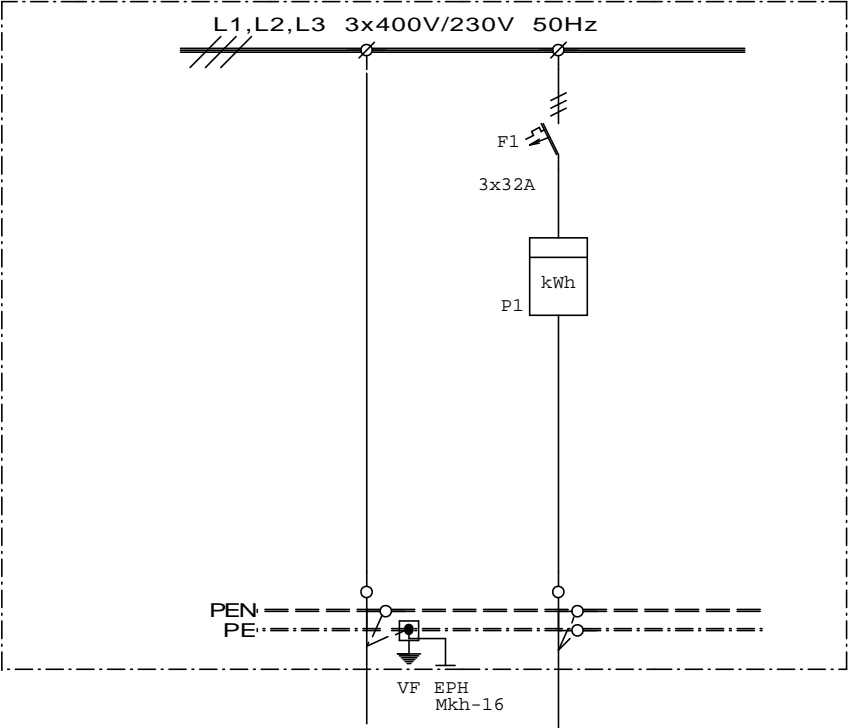 L1,L2,L3 3x400V/230V 50Hz
F1
3x32A
kWh
P1
PEN
PE
VF EPH
Mkh-16